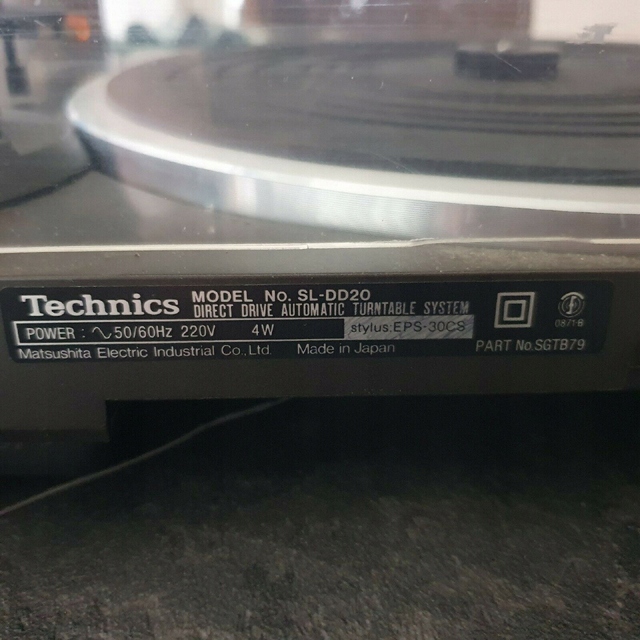 Technics MODEL No. SL-DD20
DIRECT DRIVE AUTOMATIC TURNTABLE SYSTEM
POWER : ∿ 50/60Hz 220V 4W stylus:EPS-30CS
0871B
Matsushita Electric Industrial Co.,Ltd. Made in Japan PART No.SGTB79